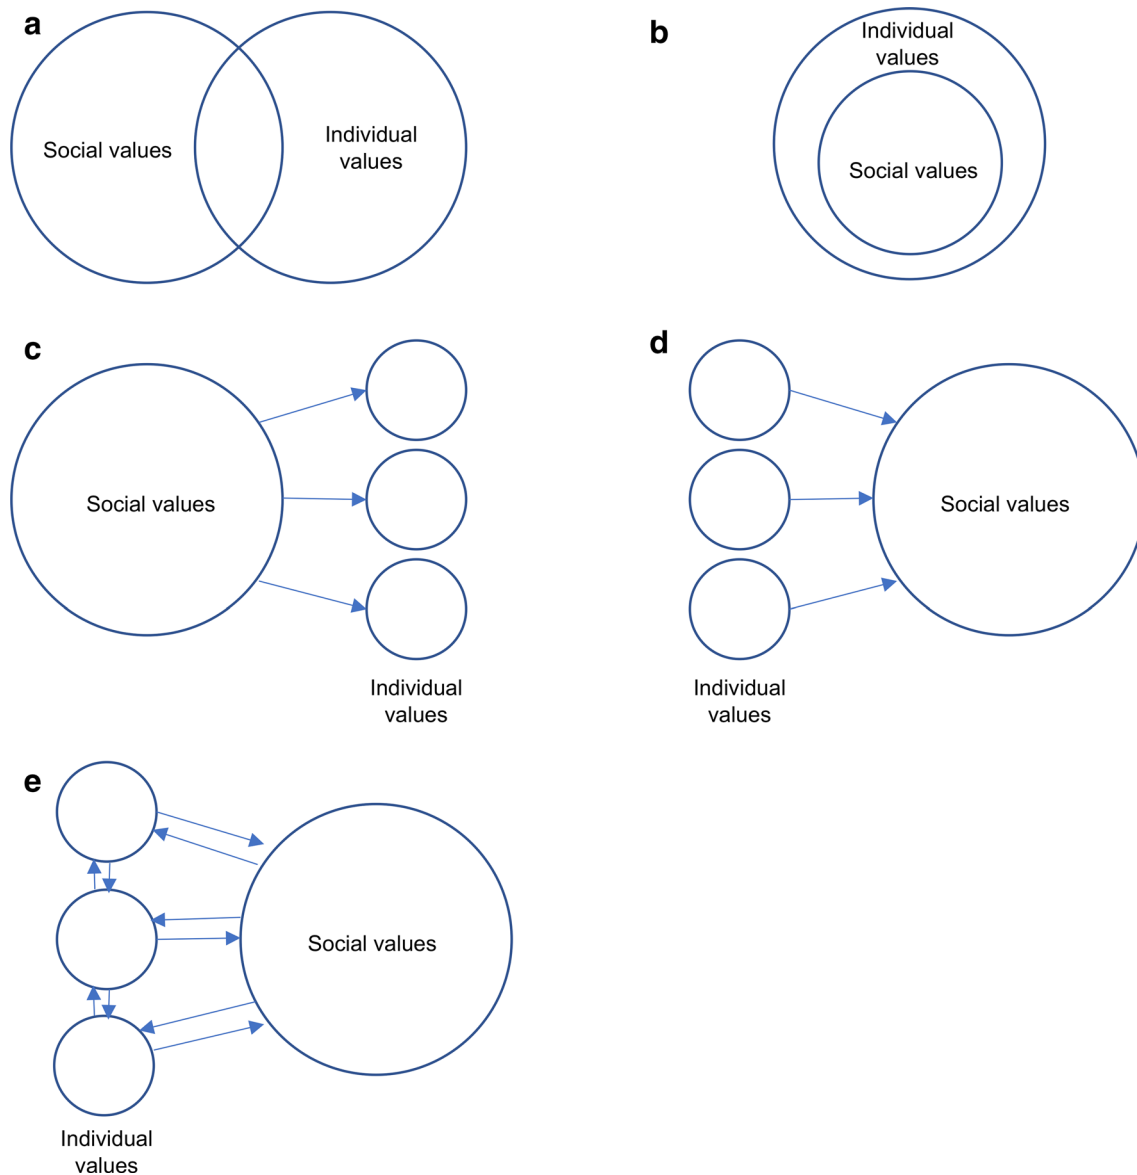 a
Social values
Individual
values
b
Individual
values
Social values
c
Social values
Individual
values
d
Social values
Individual
values
e
Social values
Individual
values